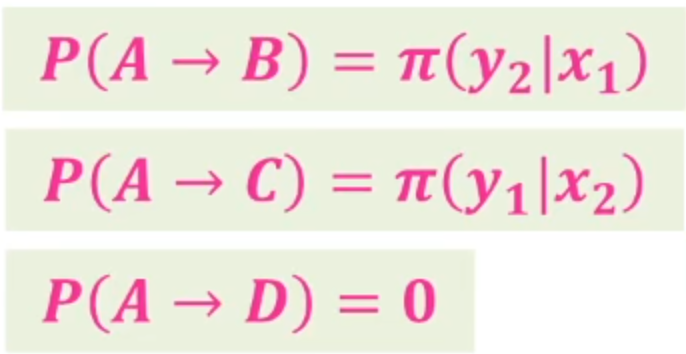 P(A → B) = π(y₂|x₁)
P(A → C) = π(y₁|x₂)
P(A → D) = 0